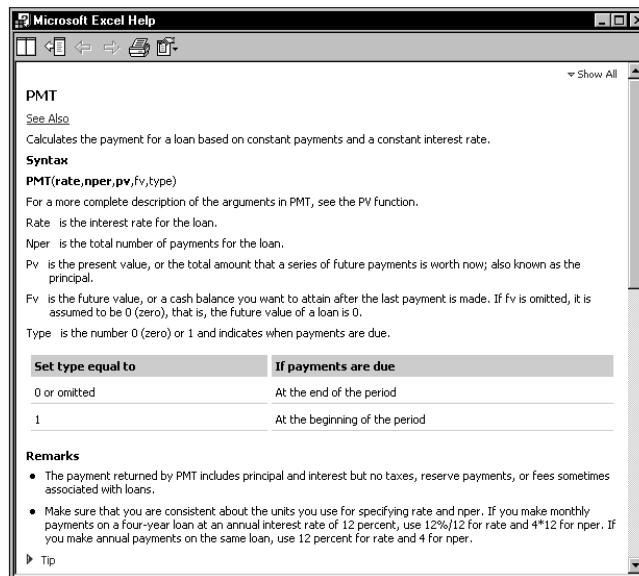 Microsoft Excel Help
Show All
PMT
See Also
Calculates the payment for a loan based on constant payments and a constant interest rate.
Syntax
PMT(rate,nper,pv,fv,type)
For a more complete description of the arguments in PMT, see the PV function.
Rate is the interest rate for the loan.
Nper is the total number of payments for the loan.
Pv is the present value, or the total amount that a series of future payments is worth now; also known as the
principal.
Fv is the future value, or a cash balance you want to attain after the last payment is made. If fv is omitted, it is
assumed to be 0 (zero), that is, the future value of a loan is 0.
Type is the number 0 (zero) or 1 and indicates when payments are due.
Set type equal to If payments are due
0 or omitted At the end of the period
1 At the beginning of the period
Remarks
• The payment returned by PMT includes principal and interest but no taxes, reserve payments, or fees sometimes
associated with loans.
• Make sure that you are consistent about the units you use for specifying rate and nper. If you make monthly
payments on a four-year loan at an annual interest rate of 12 percent, use 12%/12 for rate and 4*12 for nper. If
you make annual payments on the same loan, use 12 percent for rate and 4 for nper.
Tip